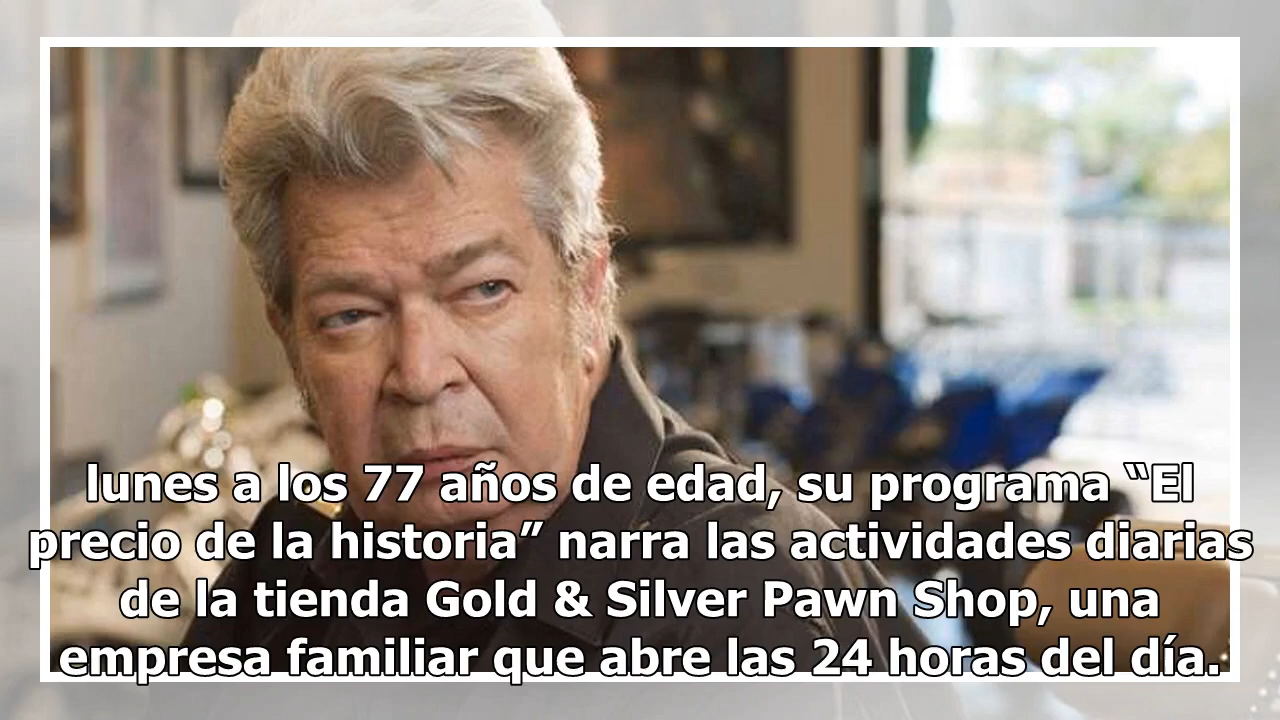 lunes a los 77 años de edad, su programa “El
precio de la historia” narra las actividades diarias
de la tienda Gold & Silver Pawn Shop, una
empresa familiar que abre las 24 horas del día.